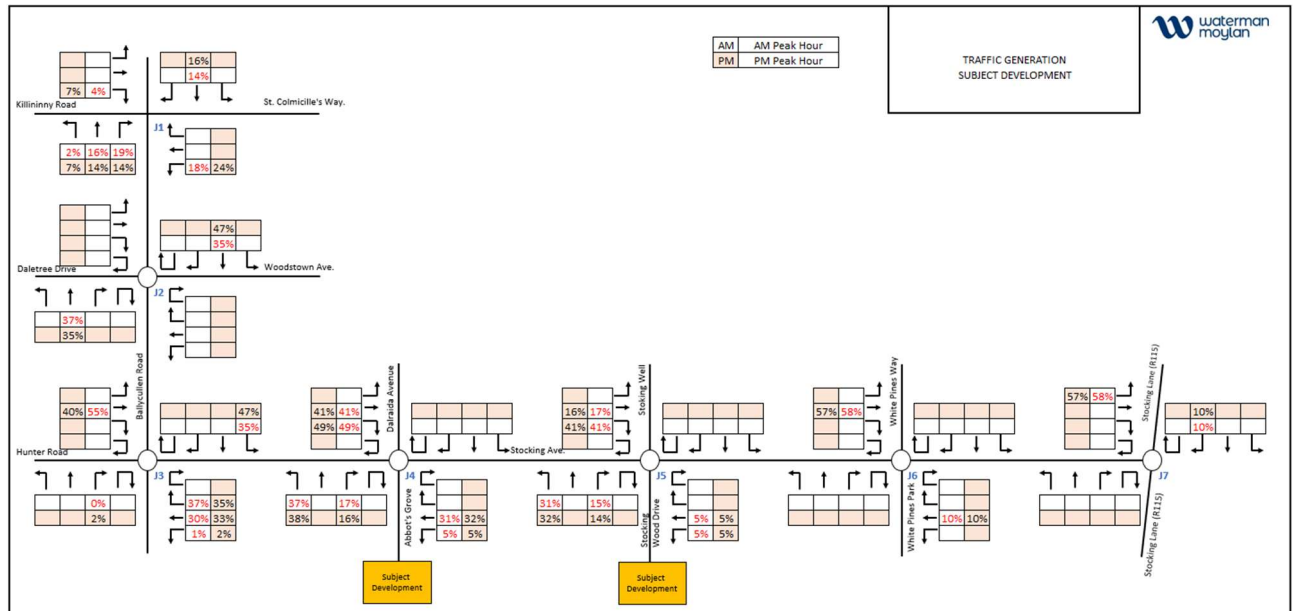 waterman
moylan
AM AM Peak Hour
PM PM Peak Hour
TRAFFIC GENERATION
SUBJECT DEVELOPMENT
16%
14%
7% 4%
Killininny Road
St. Colmicille's Way.
J1
2% 16% 19%
7% 14% 14%
18% 24%
47%
35%
Daletree Drive
Woodstown Ave.
J2
37%
35%
Ballycullen Road
40% 55%
47%
35%
Hunter Road
J3
0%
2%
37% 35%
30% 33%
1% 2%
Dalraida Avenue
41% 41%
49% 49%
Stocking Ave.
J4
37% 17%
38% 16%
Abbot's Grove
31% 32%
5% 5%
Subject
Development
Stoking Well
16% 17%
41% 41%
J5
31% 15%
32% 14%
Stocking
Wood Drive
5% 5%
5% 5%
Subject
Development
White Pines Way
57% 58%
J6
White Pines Park
10% 10%
Stocking Lane (R115)
57% 58%
10%
10%
J7
Stocking Lane (R115)